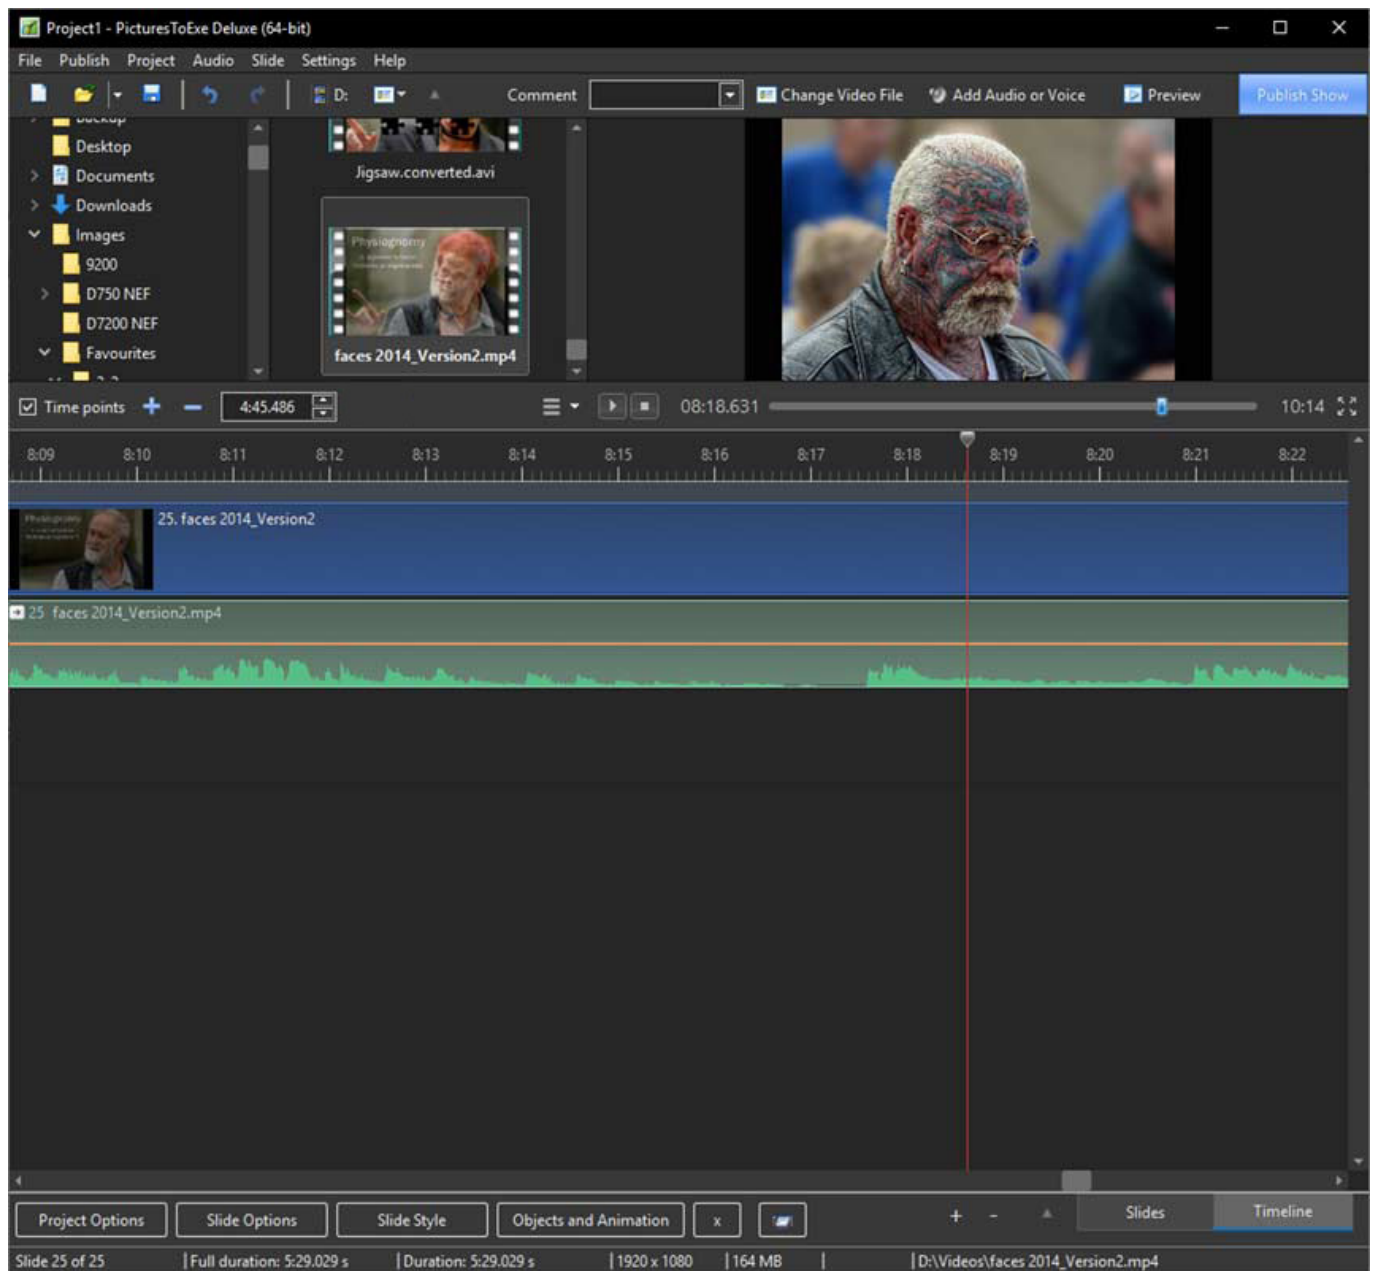 Project1 - PicturesToExe Deluxe (64-bit)
File Publish Project Audio Slide Settings Help
D: Comment Change Video File Add Audio or Voice Preview Publish Show
Backup
Desktop
Documents
Downloads
Images
9200
D750 NEF
D7200 NEF
Favourites
Jigsaw.converted.avi
Physiognomy
faces 2014_Version2.mp4
Time points 4:45.486 08:18.631 10:14
8:09 8:10 8:11 8:12 8:13 8:14 8:15 8:16 8:17 8:18 8:19 8:20 8:21 8:22
25. faces 2014_Version2
25 faces 2014_Version2.mp4
Project Options Slide Options Slide Style Objects and Animation x + - Slides Timeline
Slide 25 of 25 Full duration: 5:29.029 s Duration: 5:29.029 s 1920 x 1080 164 MB D:\Videos\faces 2014_Version2.mp4